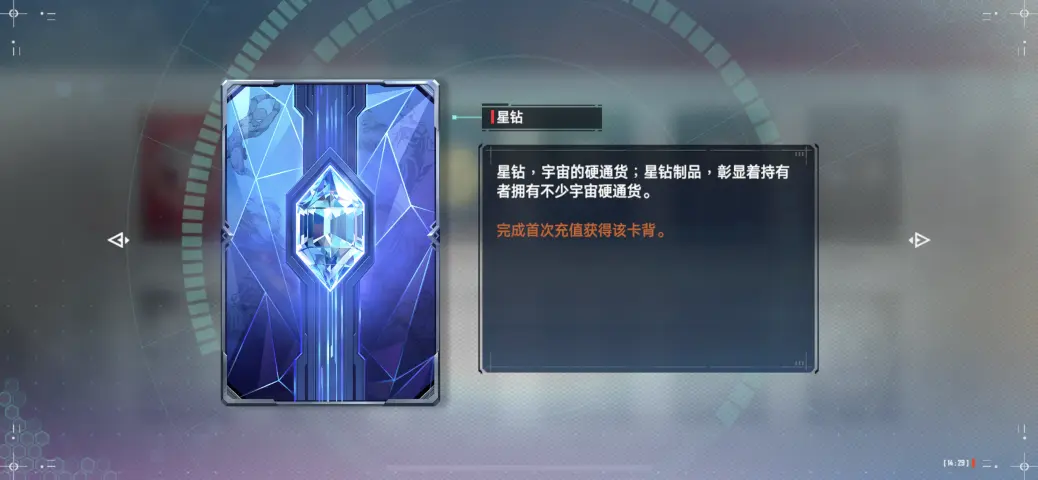 星钻
星钻，宇宙的硬通货；星钻制品，彰显着持有
者拥有不少宇宙硬通货。
完成首次充值获得该卡背。
[14:29]